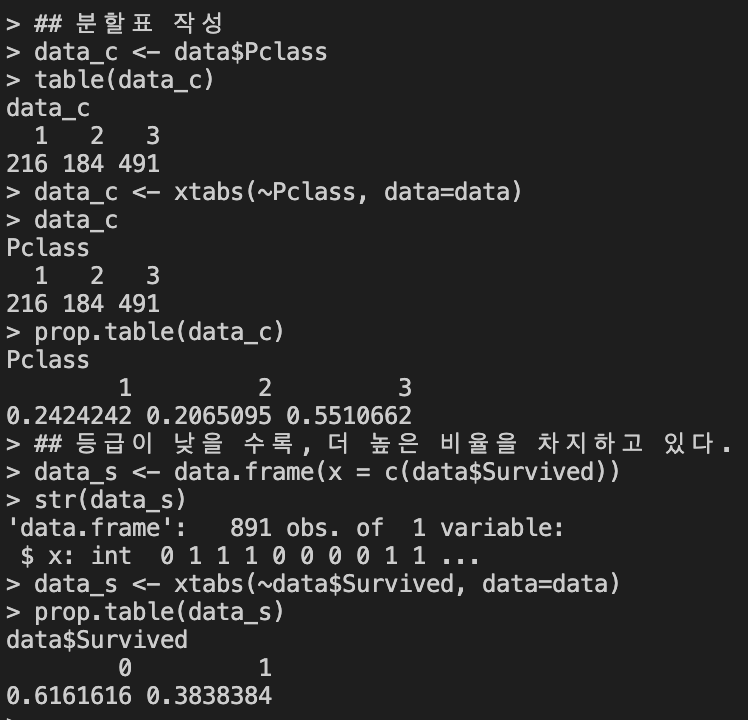 > ## 분할표 작성
> data_c <- data$Pclass
> table(data_c)
data_c
  1   2   3
216 184 491
> data_c <- xtabs(~Pclass, data=data)
> data_c
Pclass
  1   2   3
216 184 491
> prop.table(data_c)
Pclass
        1         2         3
0.2424242 0.2065095 0.5510662
> ## 등급이 낮을 수록, 더 높은 비율을 차지하고 있다.
> data_s <- data.frame(x = c(data$Survived))
> str(data_s)
'data.frame':   891 obs. of  1 variable:
 $ x: int  0 1 1 1 0 0 0 0 1 1 ...
> data_s <- xtabs(~data$Survived, data=data)
> prop.table(data_s)
data$Survived
        0         1
0.6161616 0.3838384